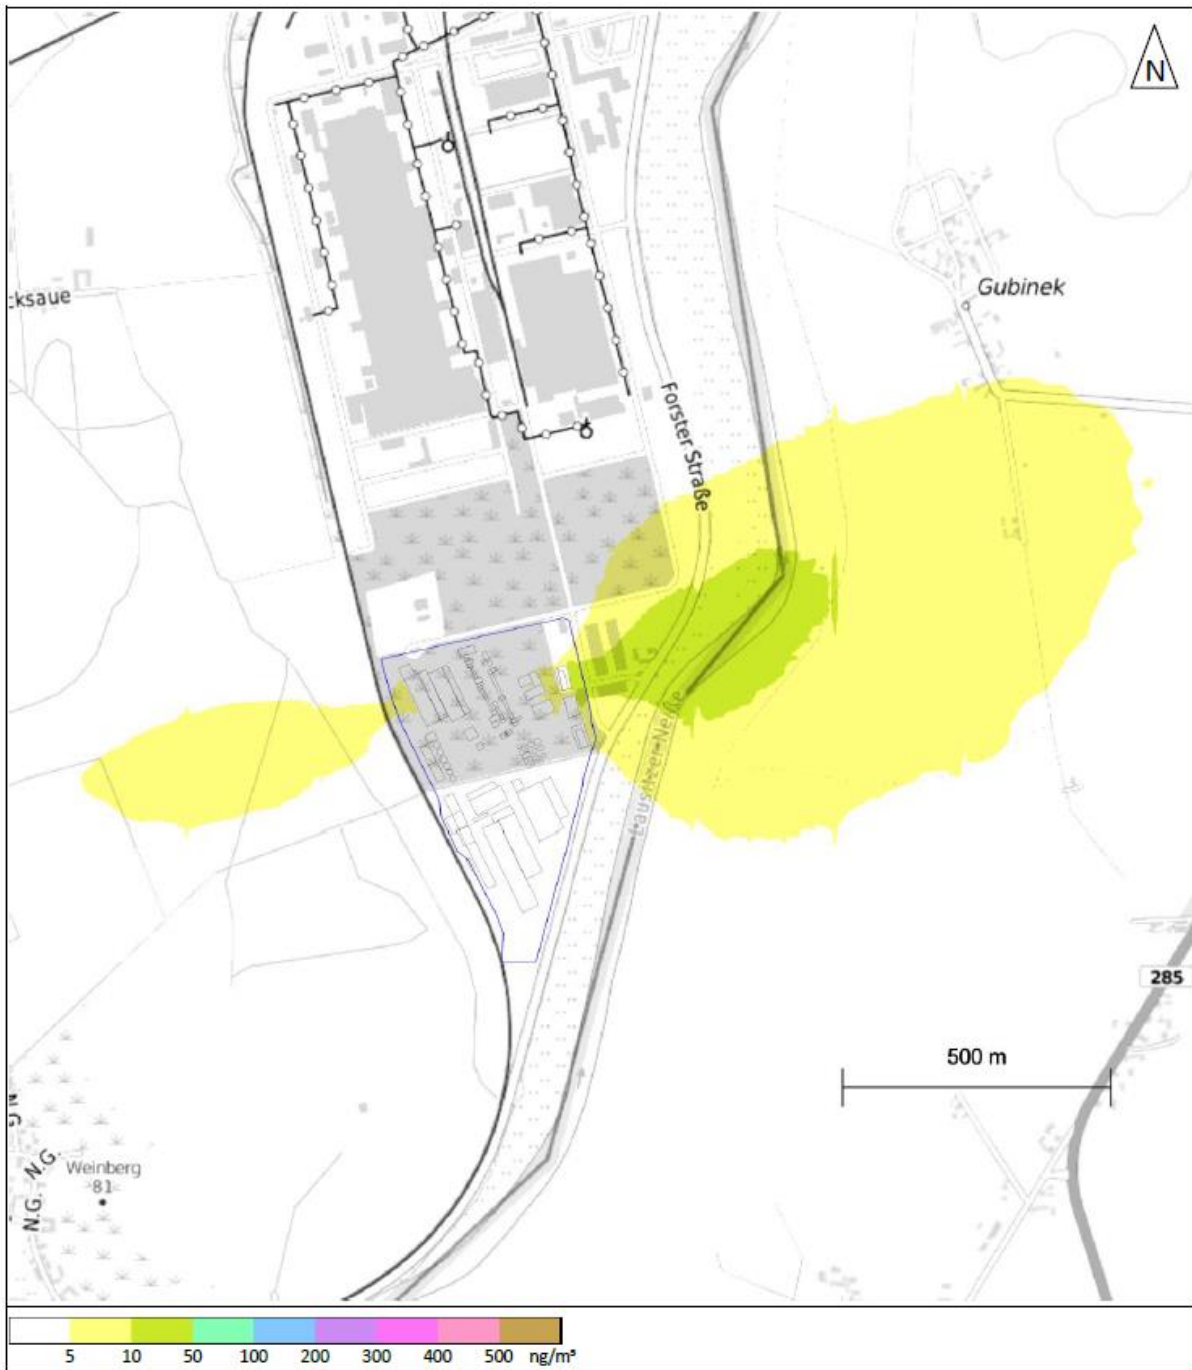 N
cksaue
Gubinek
Forster Straße
Lausitzer Neiße
285
500 m
N.G.
Weinberg
81
N.G.
5 10 50 100 200 300 400 500 ng/m³